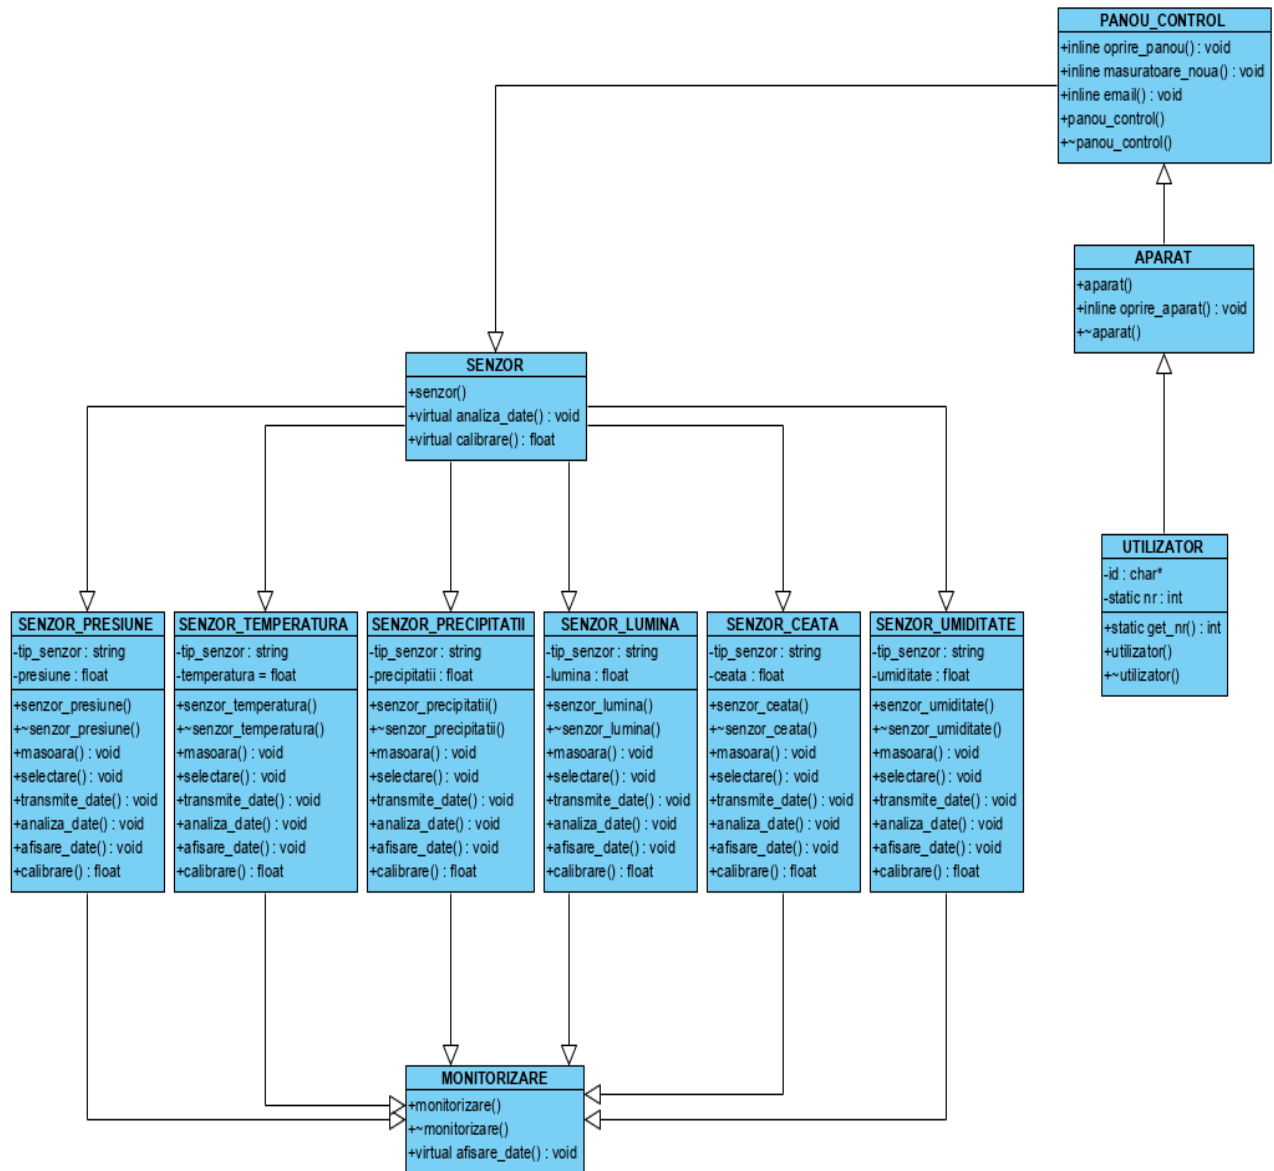 PANOU_CONTROL
+inline oprire_panou() : void
+inline masuratoare_noua() : void
+inline email() : void
+panou_control()
+~panou_control()
APARAT
+aparat()
+inline oprire_aparat() : void
+~aparat()
SENZOR
+senzor()
+virtual analiza_date() : void
+virtual calibrare() : float
UTILIZATOR
-id : char*
-static nr : int
+static get_nr() : int
+utilizator()
+~utilizator()
SENZOR_PRESIUNE
-tip_senzor : string
-presiune : float
+senzor_presiune()
+~senzor_presiune()
+masoara() : void
+selectare() : void
+transmite_date() : void
+analiza_date() : void
+afisare_date() : void
+calibrare() : float
SENZOR_TEMPERATURA
-tip_senzor : string
-temperatura = float
+senzor_temperatura()
+~senzor_temperatura()
+masoara() : void
+selectare() : void
+transmite_date() : void
+analiza_date() : void
+afisare_date() : void
+calibrare() : float
SENZOR_PRECIPITATII
-tip_senzor : string
-precipitatii : float
+senzor_precipitatii()
+~senzor_precipitatii()
+masoara() : void
+selectare() : void
+transmite_date() : void
+analiza_date() : void
+afisare_date() : void
+calibrare() : float
SENZOR_LUMINA
-tip_senzor : string
-lumina : float
+senzor_lumina()
+~senzor_lumina()
+masoara() : void
+selectare() : void
+transmite_date() : void
+analiza_date() : void
+afisare_date() : void
+calibrare() : float
SENZOR_CEATA
-tip_senzor : string
-ceata : float
+senzor_ceata()
+~senzor_ceata()
+masoara() : void
+selectare() : void
+transmite_date() : void
+analiza_date() : void
+afisare_date() : void
+calibrare() : float
SENZOR_UMIDITATE
-tip_senzor : string
-umiditate : float
+senzor_umiditate()
+~senzor_umiditate()
+masoara() : void
+selectare() : void
+transmite_date() : void
+analiza_date() : void
+afisare_date() : void
+calibrare() : float
MONITORIZARE
+monitorizare()
+~monitorizare()
+virtual afisare_date() : void